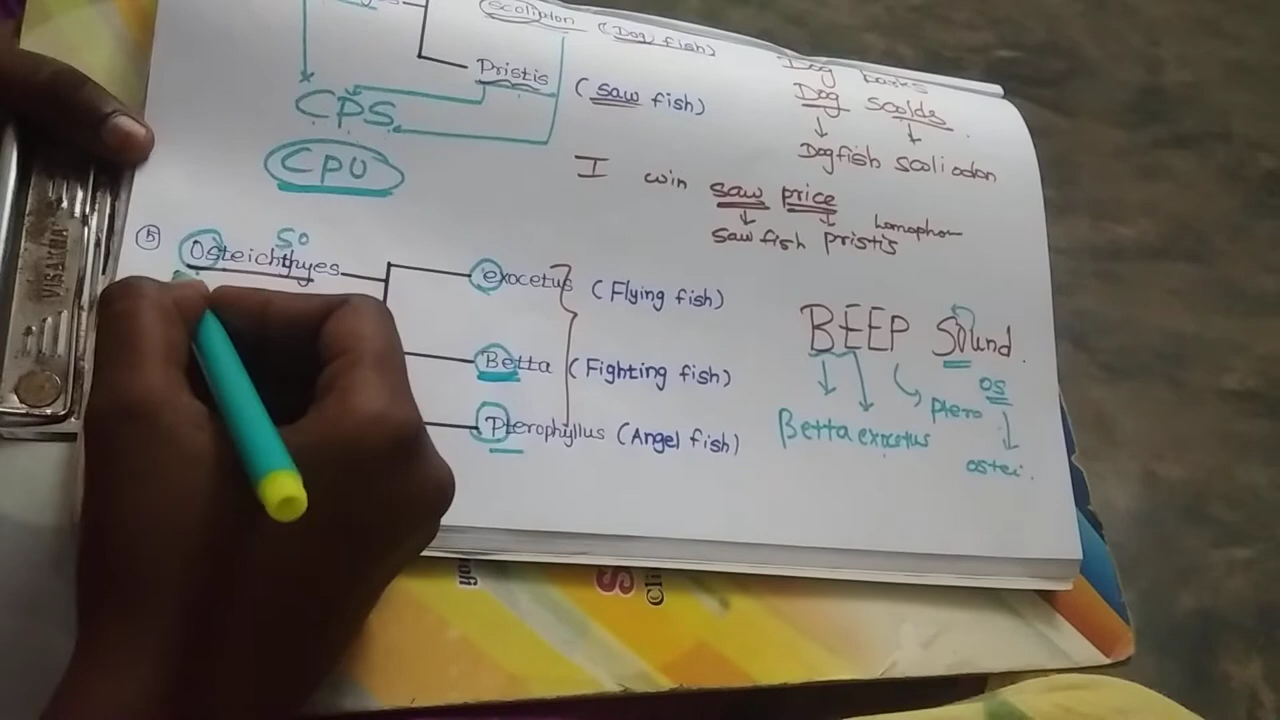 Scoliodon (Dog fish)
Pristis (saw fish)
CPS
CPU
Dog barks
Dog scolds.
Dogfish scoliodon
I win saw price
saw fish pristis
5 Osteichthyes
so
exocetus (Flying fish)
Betta (Fighting fish)
Pterophyllus (Angel fish)
BEEP Sound.
os
Betta exocetus
ptero
ostei.
VISAKHA
you
S
Cli